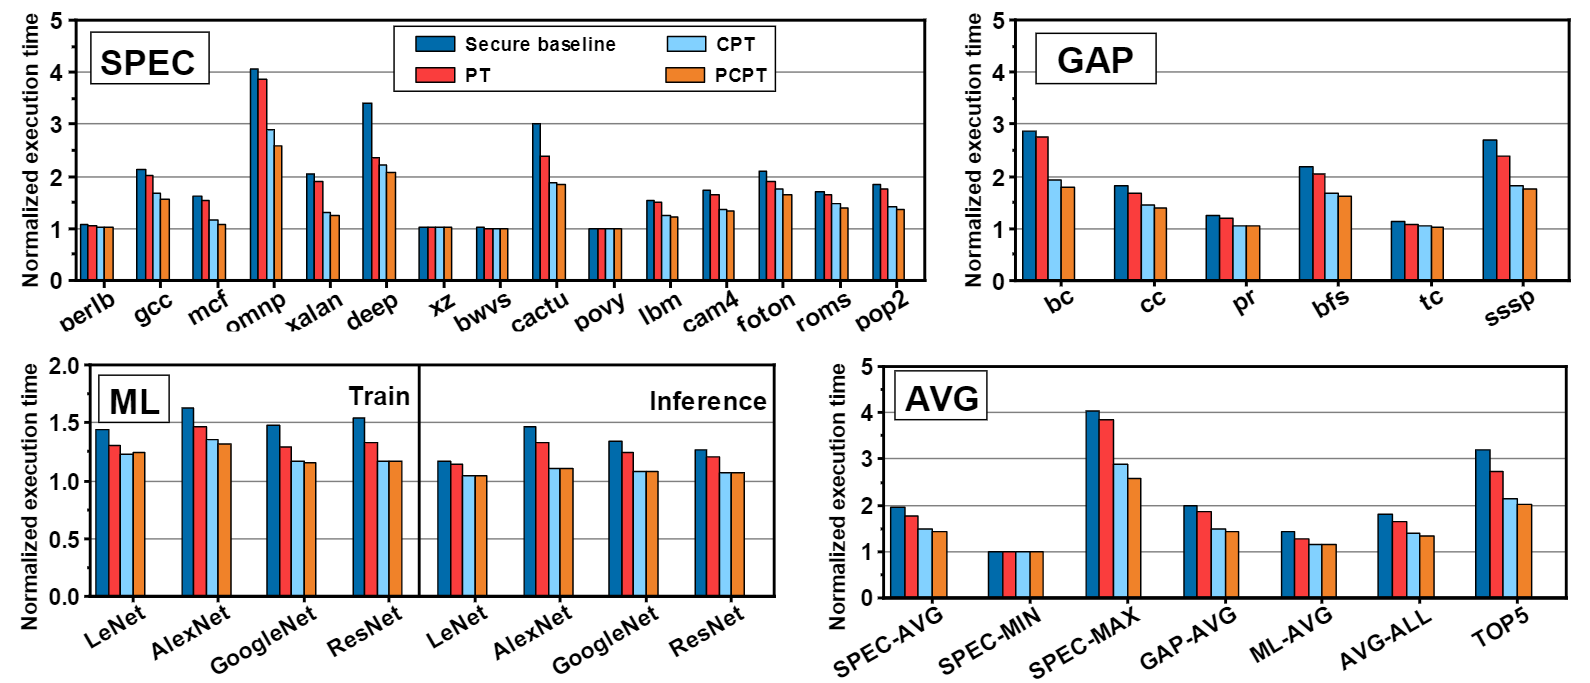 SPEC
Secure baseline
CPT
PT
PCPT
Normalized execution time
5
4
3
2
1
0
perlb gcc mcf omnp xalan deep xz bwvs cactu povy lbm cam4 foton roms pop2
GAP
Normalized execution time
5
4
3
2
1
0
bc cc pr bfs tc sssp
ML
Train
Inference
Normalized execution time
2.0
1.5
1.0
0.5
0.0
LeNet AlexNet GoogleNet ResNet LeNet AlexNet GoogleNet ResNet
AVG
Normalized execution time
5
4
3
2
1
0
SPEC-AVG SPEC-MIN SPEC-MAX GAP-AVG ML-AVG AVG-ALL TOP5